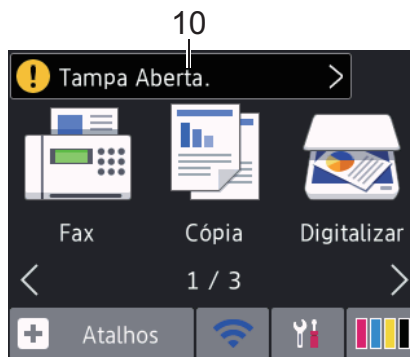 10
Tampa Aberta.
Fax Cópia Digitalizar
1 / 3
Atalhos